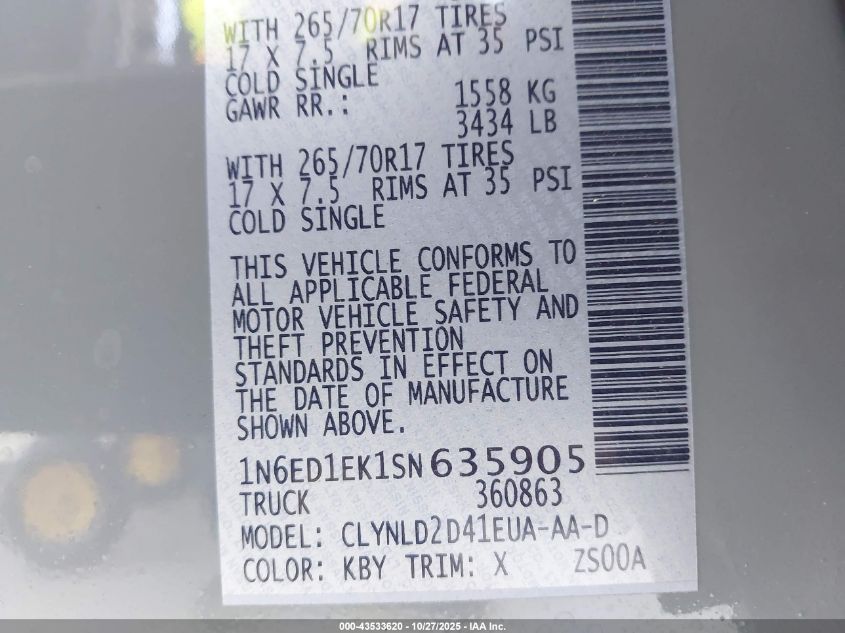 WITH 265/70R17 TIRES
17 X 7.5 RIMS AT 35 PSI
COLD SINGLE
GAWR RR.: 1558 KG
3434 LB
WITH 265/70R17 TIRES
17 X 7.5 RIMS AT 35 PSI
COLD SINGLE
THIS VEHICLE CONFORMS TO
ALL APPLICABLE FEDERAL
MOTOR VEHICLE SAFETY AND
THEFT PREVENTION
STANDARDS IN EFFECT ON
THE DATE OF MANUFACTURE
SHOWN ABOVE.
1N6ED1EK1SN635905
TRUCK 360863
MODEL: CLYNLD2D41EUA-AA-D
COLOR: KBY TRIM: X ZS00A
000-43533620 - 10/27/2025 - IAA Inc.